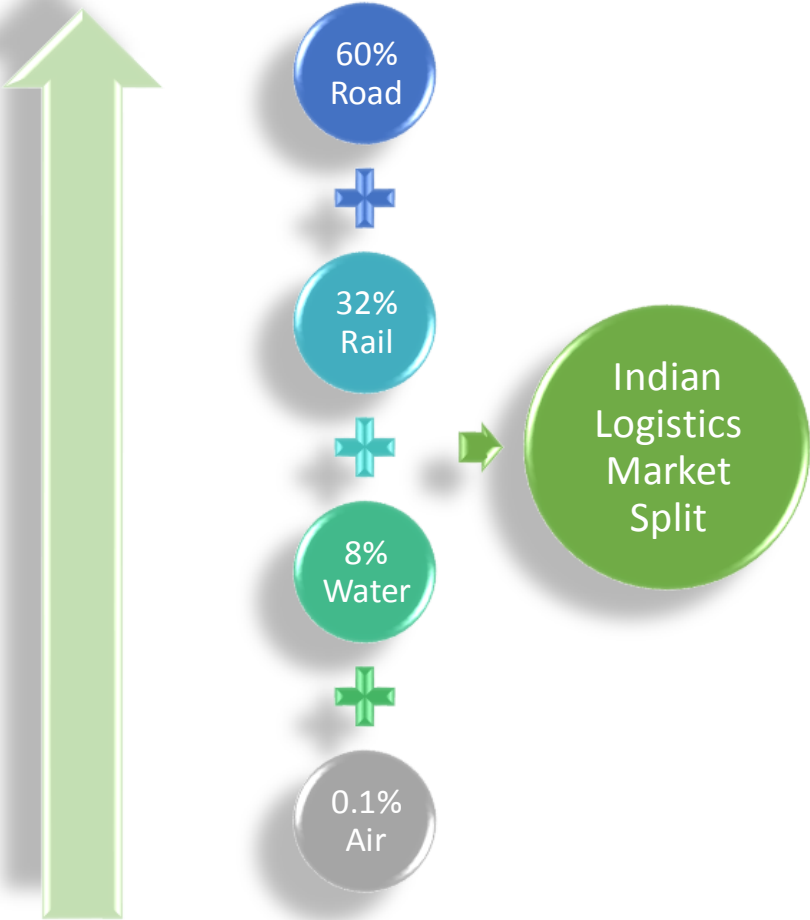 60%
Road
32%
Rail
8%
Water
0.1%
Air
Indian
Logistics
Market
Split